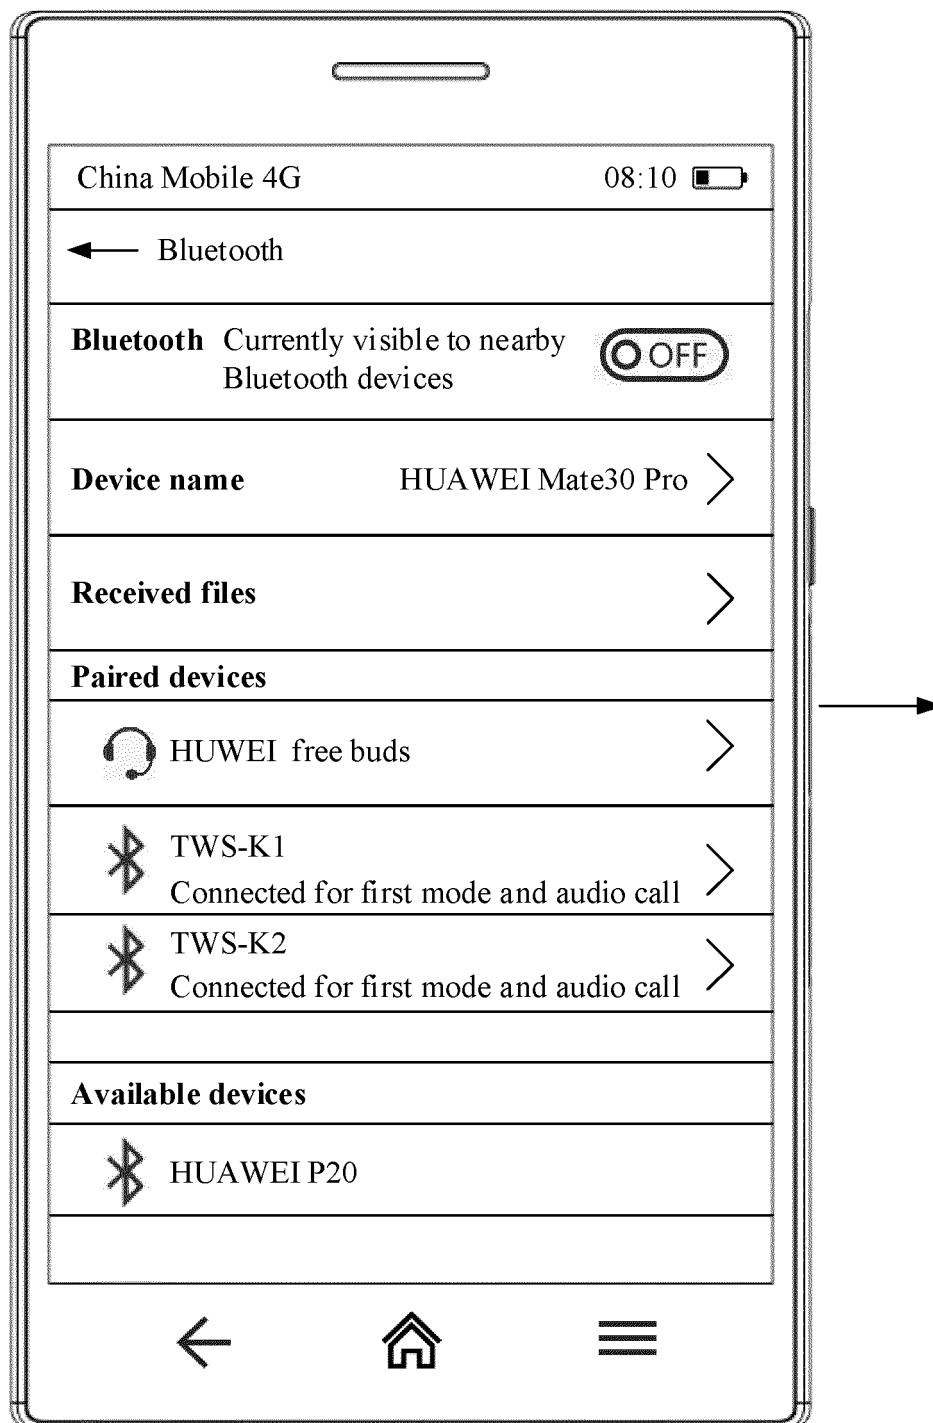 China Mobile 4G 08:10
Bluetooth
Bluetooth Currently visible to nearby
Bluetooth devices
OFF
Device name HUAWEI Mate30 Pro
Received files
Paired devices
HUWEI free buds
TWS-K1
Connected for first mode and audio call
TWS-K2
Connected for first mode and audio call
Available devices
HUAWEI P20